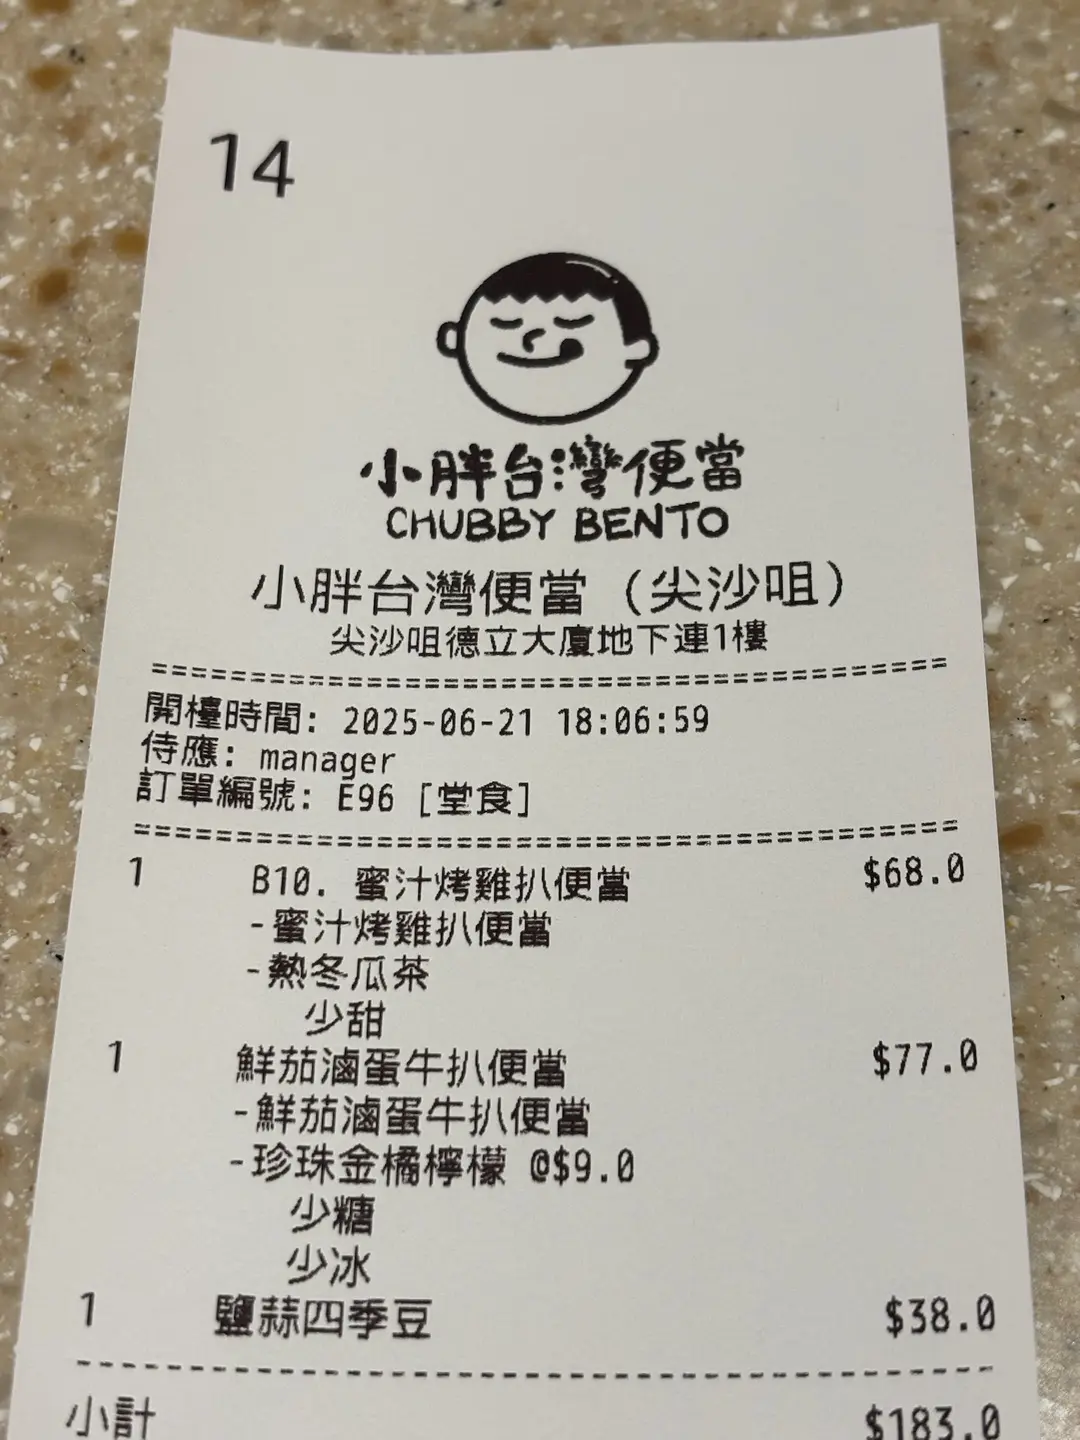 14
小胖台灣便當
CHUBBY BENTO
小胖台灣便當 (尖沙咀)
尖沙咀德立大廈地下連1樓
========================================
開檯時間: 2025-06-21 18:06:59
侍應: manager
訂單編號: E96 [堂食]
========================================
1 B10. 蜜汁烤雞扒便當 $68.0
-蜜汁烤雞扒便當
-熱冬瓜茶
少甜
1 鮮茄滷蛋牛扒便當 $77.0
-鮮茄滷蛋牛扒便當
-珍珠金橘檸檬 @$9.0
少糖
少冰
1 鹽蒜四季豆 $38.0
----------------------------------------
小計 $183.0